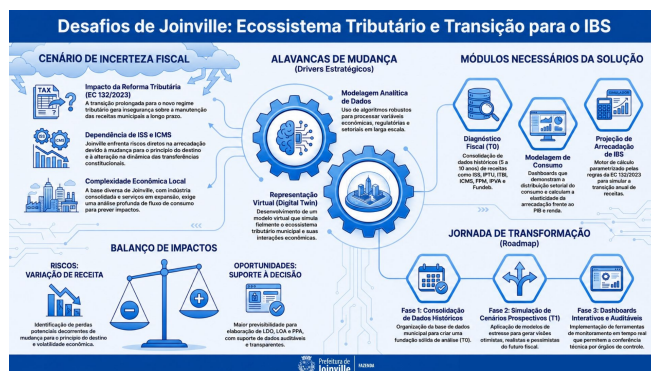 Desafios de Joinville: Ecossistema Tributário e Transição para o IBS
CENÁRIO DE INCERTEZA FISCAL
TAX
Impacto da Reforma Tributária
(EC 132/2023)
A transição prolongada para o novo regime
tributário gera insegurança sobre a manutenção
das receitas municipais a longo prazo.
ISS
ICMS
Dependência de ISS e ICMS
Joinville enfrenta riscos diretos na arrecadação
devido à mudança para o princípio do destino
e à alteração na dinâmica das transferências
constitucionais.
Complexidade Econômica Local
A base diversa de Joinville, com indústria
consolidada e serviços em expansão, exige
uma análise profunda de fluxo de consumo
para prever impactos.
ALAVANCAS DE MUDANÇA
(Drivers Estratégicos)
Modelagem Analítica
de Dados
Uso de algoritmos robustos
para processar variáveis
econômicas, regulatórias e
setoriais em larga escala.
Representação
Virtual (Digital Twin)
Desenvolvimento de um
modelo virtual que simula
fielmente o ecossistema
tributário municipal e suas
interações econômicas.
MÓDULOS NECESSÁRIOS DA SOLUÇÃO
Diagnóstico
Fiscal (T0)
Consolidação de
dados históricos (5 a
10 anos) de receitas
como ISS, IPTU, ITBI,
ICMS, FPM, IPVA e
Fundeb.
Modelagem de
Consumo
Dashboards que
demonstram a
distribuição setorial do
consumo e calculam a
elasticidade da
arrecadação frente ao
PIB e renda.
Projeção de
Arrecadação
de IBS
Motor de cálculo
parametrizado pelas
regras da EC 132/2023
para simular a
transição anual de
receitas.
BALANÇO DE IMPACTOS
RISCOS:
VARIAÇÃO DE RECEITA
Identificação de perdas
potenciais decorrentes de
mudança para o princípio de destino
e volatilidade econômica.
OPORTUNIDADES:
SUPORTE À DECISÃO
Maior previsibilidade para
elaboração de LDO, LOA e PPA,
com suporte de dados auditáveis e
transparentes.
JORNADA DE TRANSFORMAÇÃO
(Roadmap)
Fase 1: Consolidação
de Dados Históricos
Organização da base de dados
municipal para criar uma
fundação sólida de análise (T0).
Fase 2: Simulação de
Cenários Prospectivos (T1)
Aplicação de modelos de
estresse para gerar visões
otimistas, realistas e pessimistas
do futuro fiscal.
Fase 3: Dashboards
Interativos e Auditáveis
Implementação de ferramentas
de monitoramento em tempo real
que permitem a conferência
técnica por órgãos de controle.
Prefeitura de
Joinville
FAZENDA